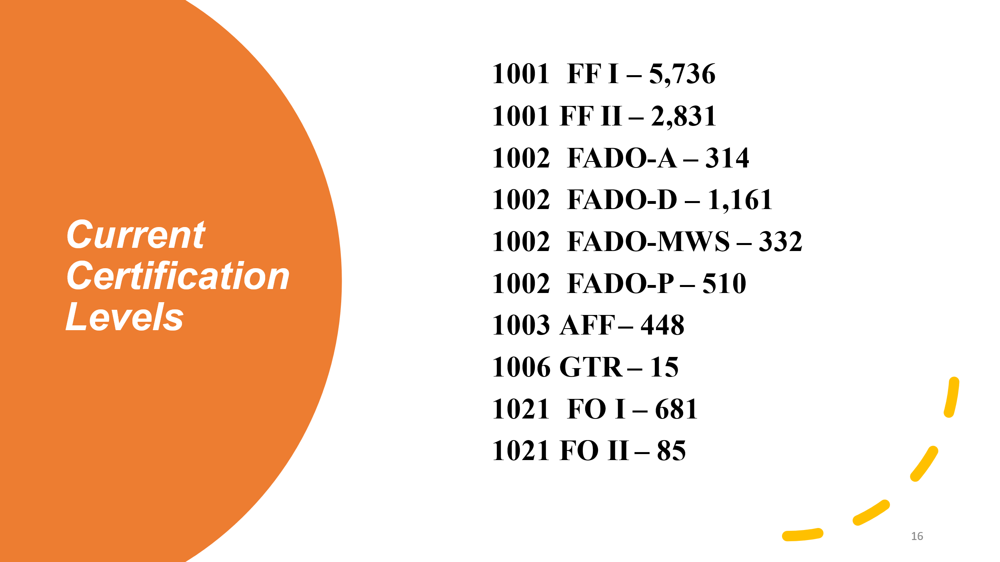 Current
Certification
Levels
1001 FF I – 5,736
1001 FF II – 2,831
1002 FADO-A – 314
1002 FADO-D – 1,161
1002 FADO-MWS – 332
1002 FADO-P – 510
1003 AFF – 448
1006 GTR – 15
1021 FO I – 681
1021 FO II – 85
16